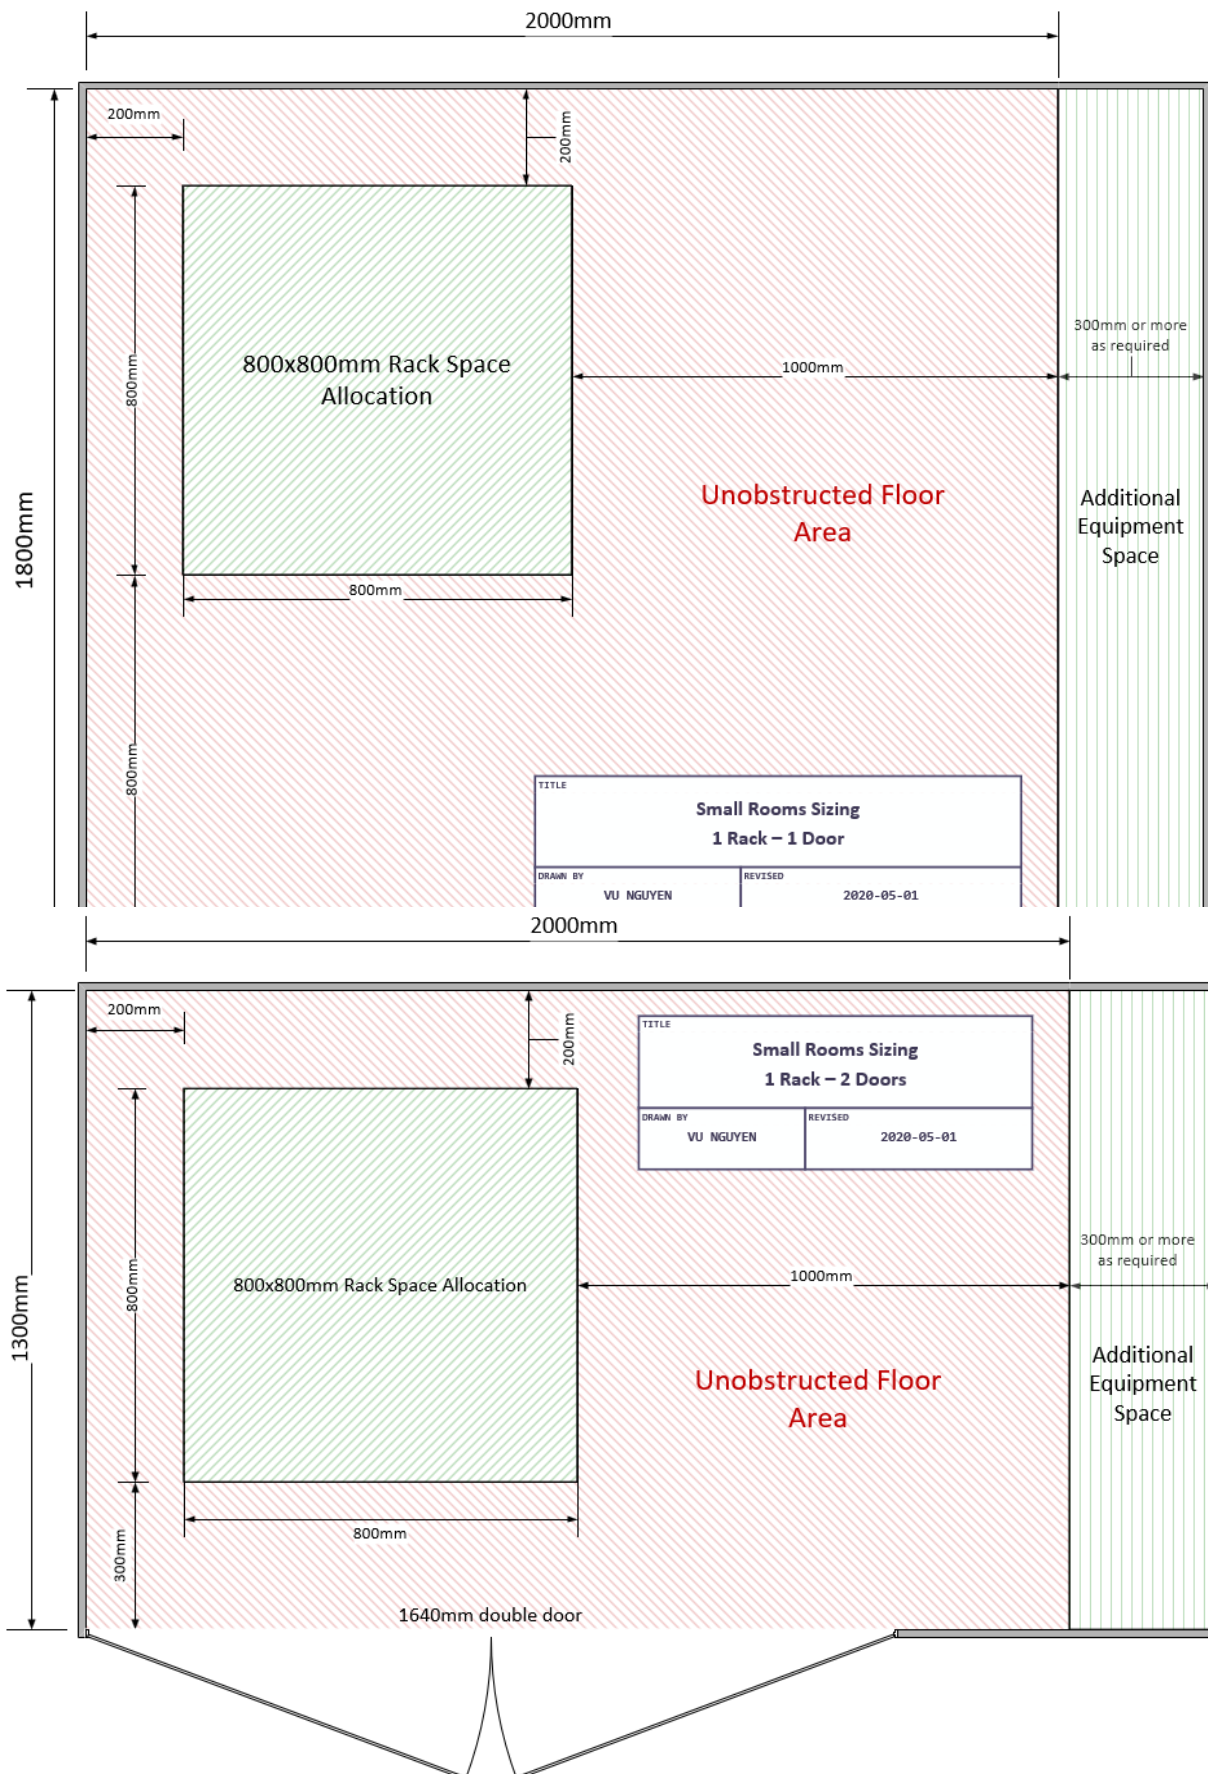 2000mm
200mm
200mm
800x800mm Rack Space
Allocation
800mm
1000mm
300mm or more
as required
Unobstructed Floor
Area
Additional
Equipment
Space
1800mm
800mm
800mm
TITLE
Small Rooms Sizing
1 Rack – 1 Door
DRAWN BY
VU NGUYEN
REVISED
2020-05-01
2000mm
200mm
200mm
TITLE
Small Rooms Sizing
1 Rack – 2 Doors
DRAWN BY
VU NGUYEN
REVISED
2020-05-01
800x800mm Rack Space Allocation
800mm
1000mm
300mm or more
as required
1300mm
Unobstructed Floor
Area
Additional
Equipment
Space
800mm
300mm
1640mm double door